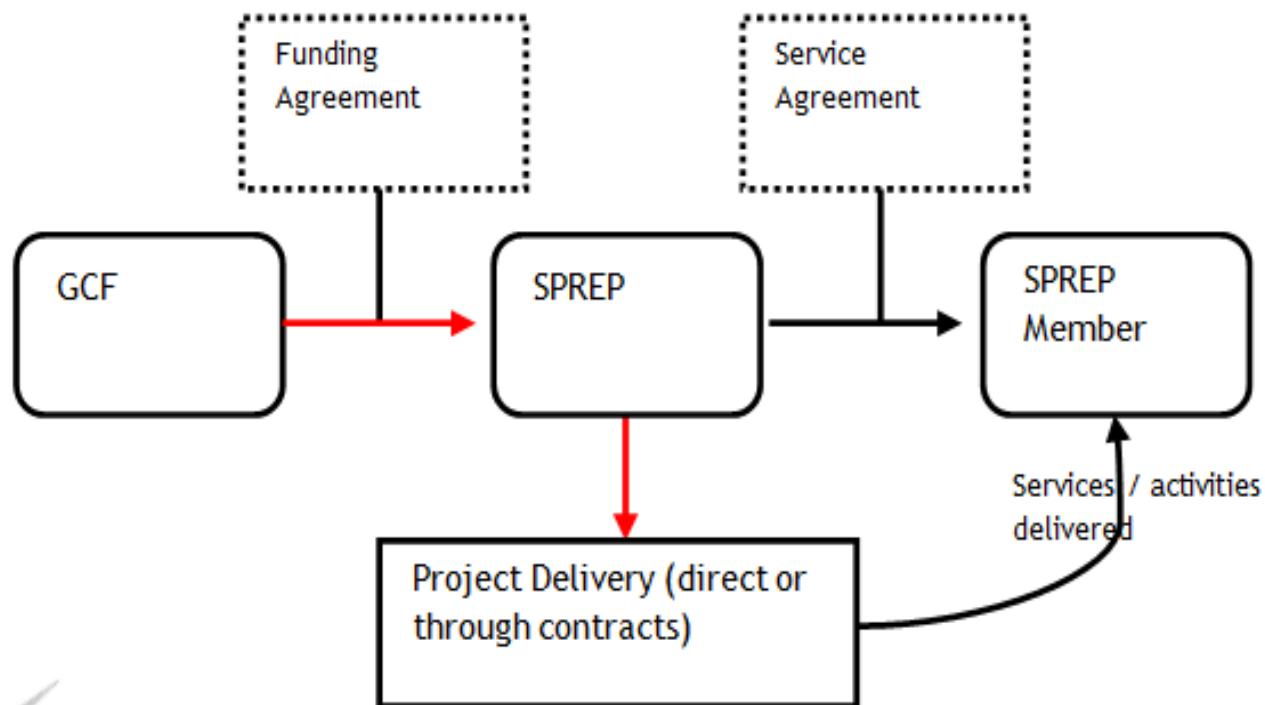 Funding
Agreement
Service
Agreement
GCF
SPREP
SPREP
Member
Services / activities
delivered
Project Delivery (direct or
through contracts)